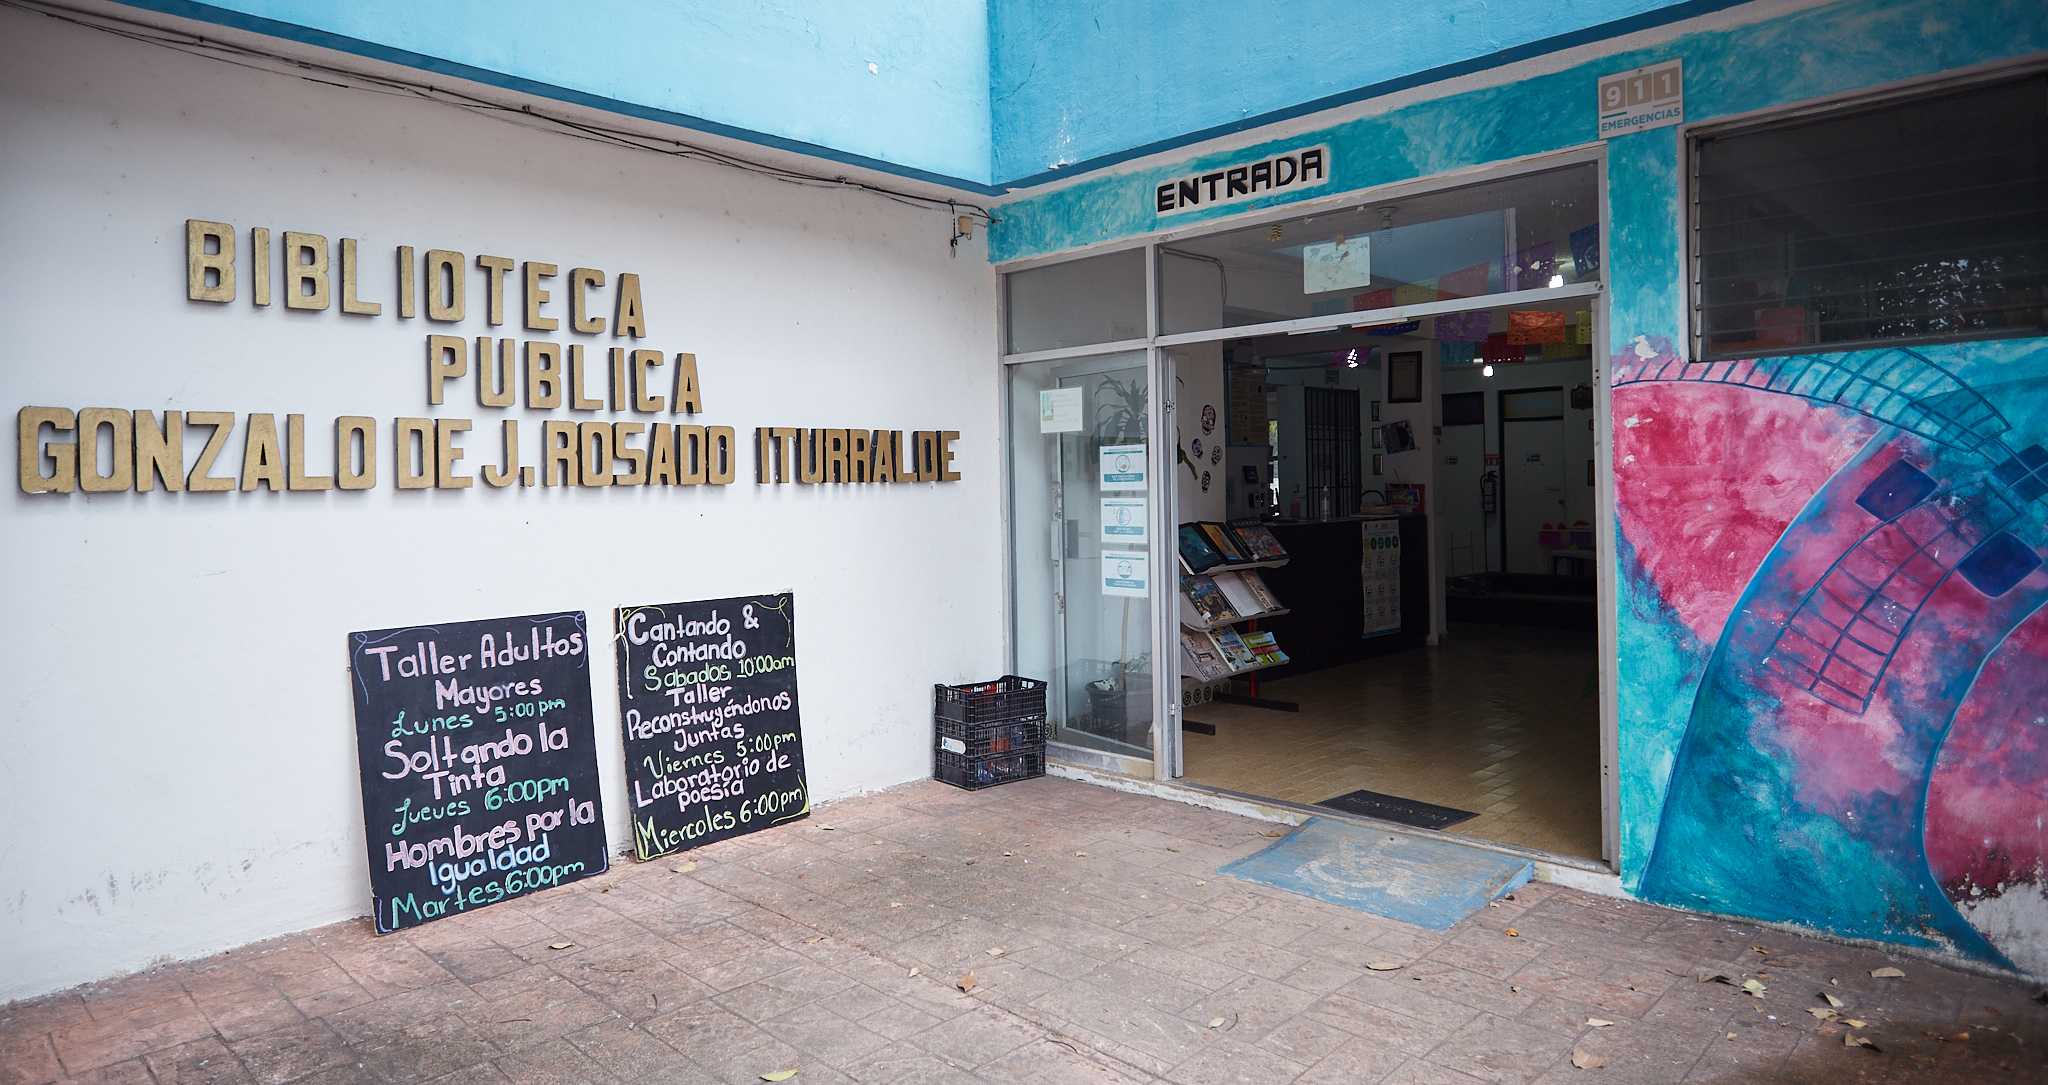 BIBLIOTECA
PUBLICA
GONZALO DE J. ROSADO ITURRALDE
ENTRADA
911
EMERGENCIAS
Taller Adultos
Mayores
Lunes 5:00 pm
Soltando la
Tinta
Jueves 6:00pm
Hombres por la
Igualdad
Martes 6:00pm
Cantando &
Contando
Sabados 10:00am
Taller
Reconstruyéndonos
Juntas
Viernes 5:00pm
Laboratorio de
poesía
Miercoles 6:00pm
BIENVENIDO